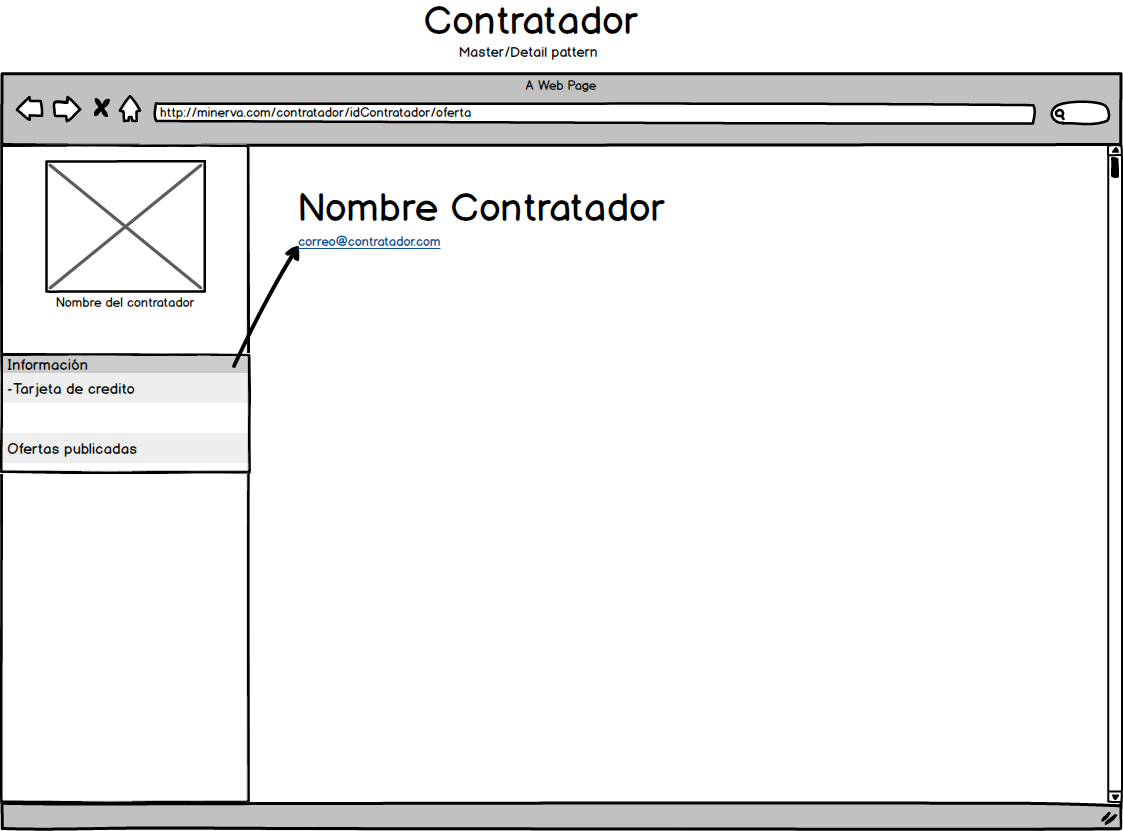 Contratador
Master/Detail pattern
A Web Page
http://minerva.com/contratador/idContratador/oferta
Nombre Contratador
correo@contratador.com
Nombre del contratador
Información
-Tarjeta de credito
Ofertas publicadas